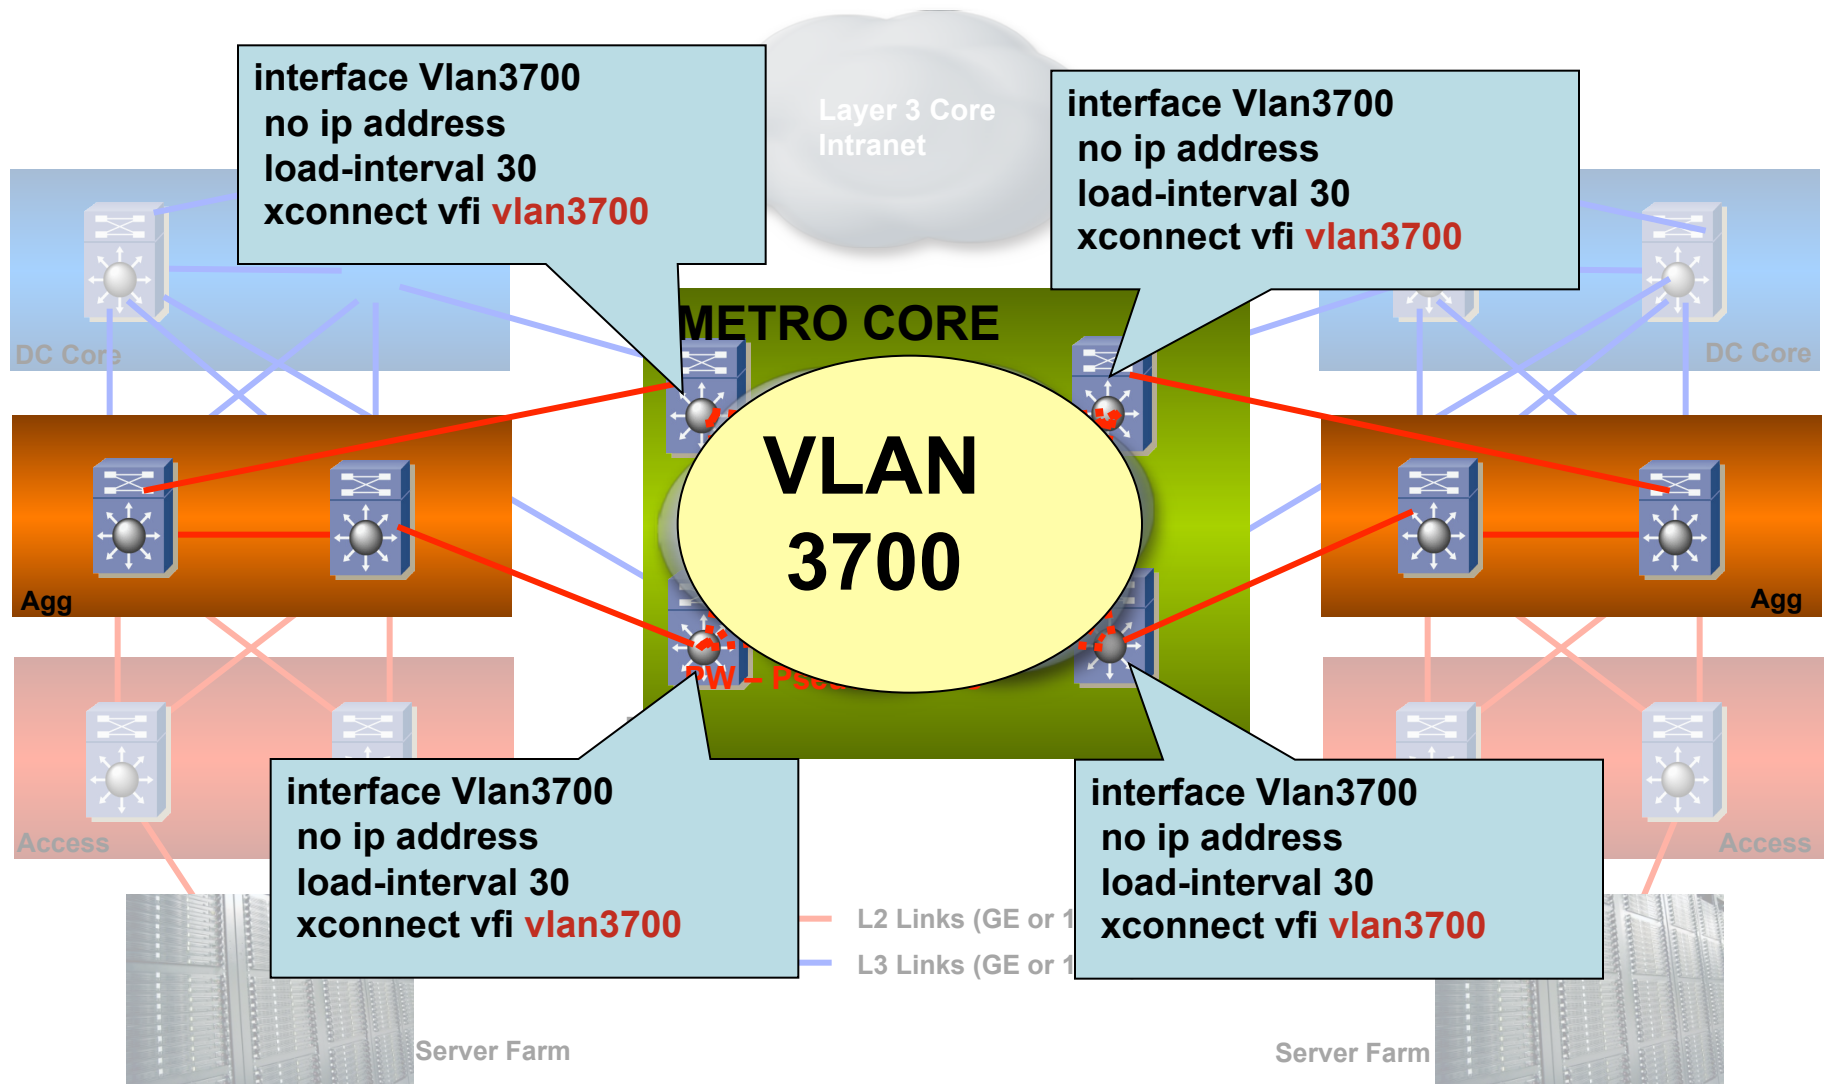 interface Vlan3700
no ip address
load-interval 30
xconnect vfi vlan3700
Layer 3 Core
Intranet
interface Vlan3700
no ip address
load-interval 30
xconnect vfi vlan3700
DC Core
METRO CORE
DC Core
VLAN
3700
Agg
Agg
PW –
interface Vlan3700
no ip address
load-interval 30
xconnect vfi vlan3700
interface Vlan3700
no ip address
load-interval 30
xconnect vfi vlan3700
Access
Access
L2 Links (GE or
L3 Links (GE or
Server Farm
Server Farm